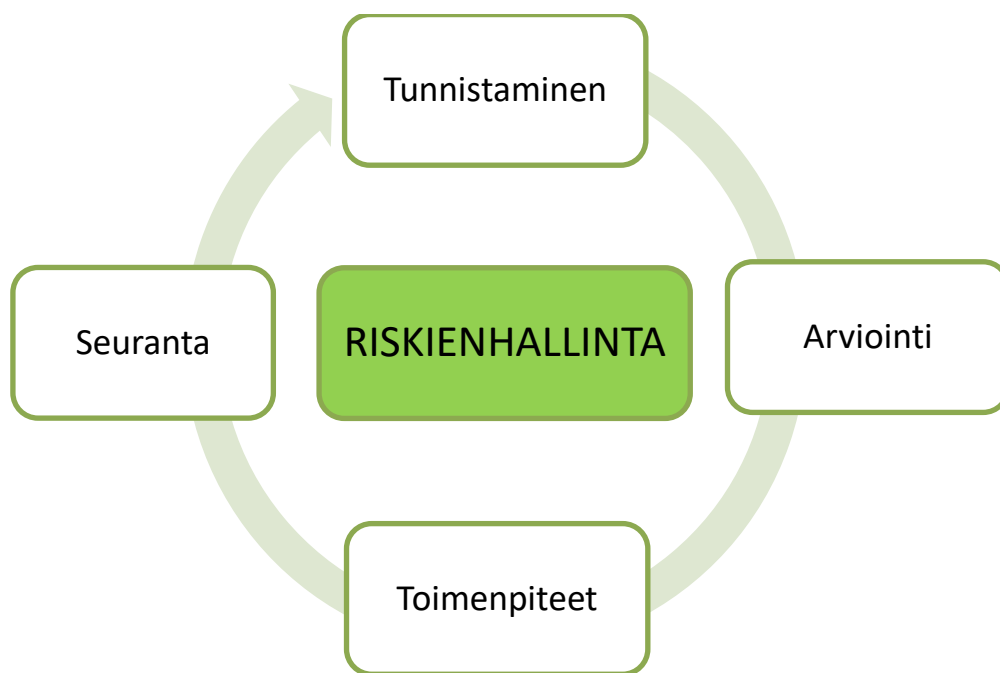 Tunnistaminen
Arviointi
Toimenpiteet
Seuranta
RISKIENHALLINTA